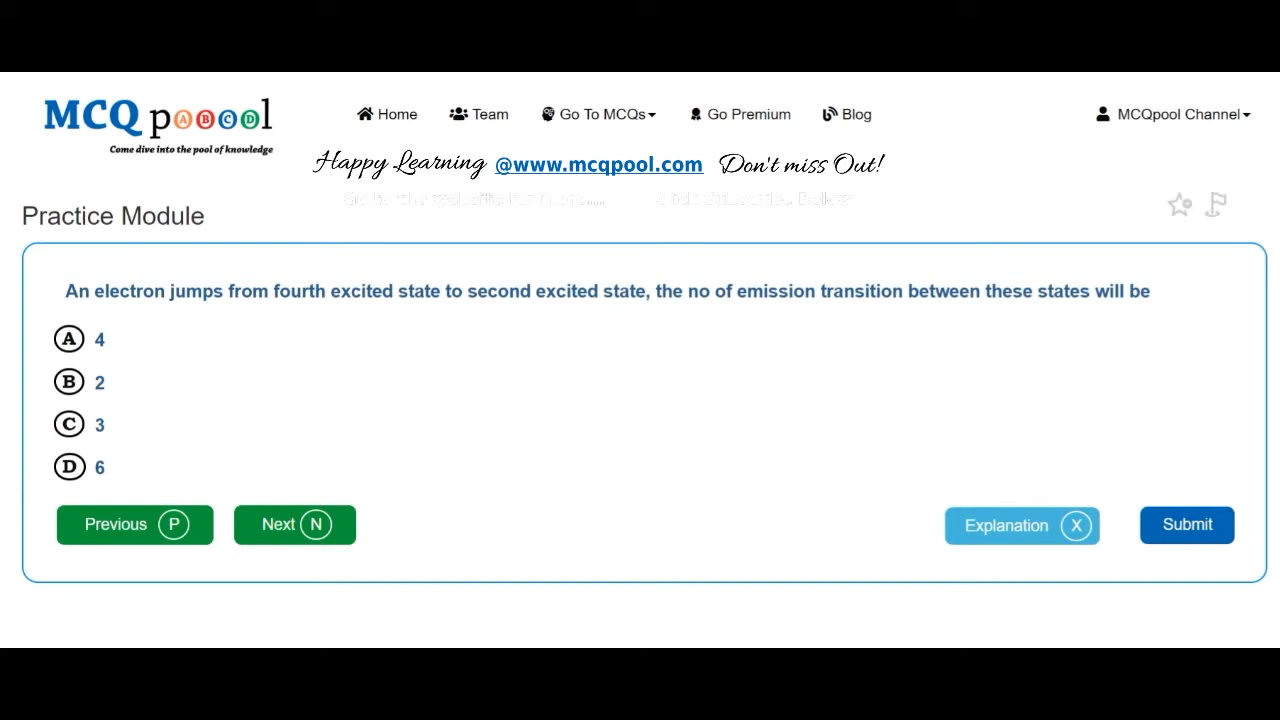 MCQ pABCDl
Come dive into the pool of knowledge
Home Team Go To MCQs Go Premium Blog MCQpool Channel
Happy Learning @www.mcqpool.com Don't miss Out!
Practice Module
An electron jumps from fourth excited state to second excited state, the no of emission transition between these states will be
A 4
B 2
C 3
D 6
Previous P Next N Explanation X Submit